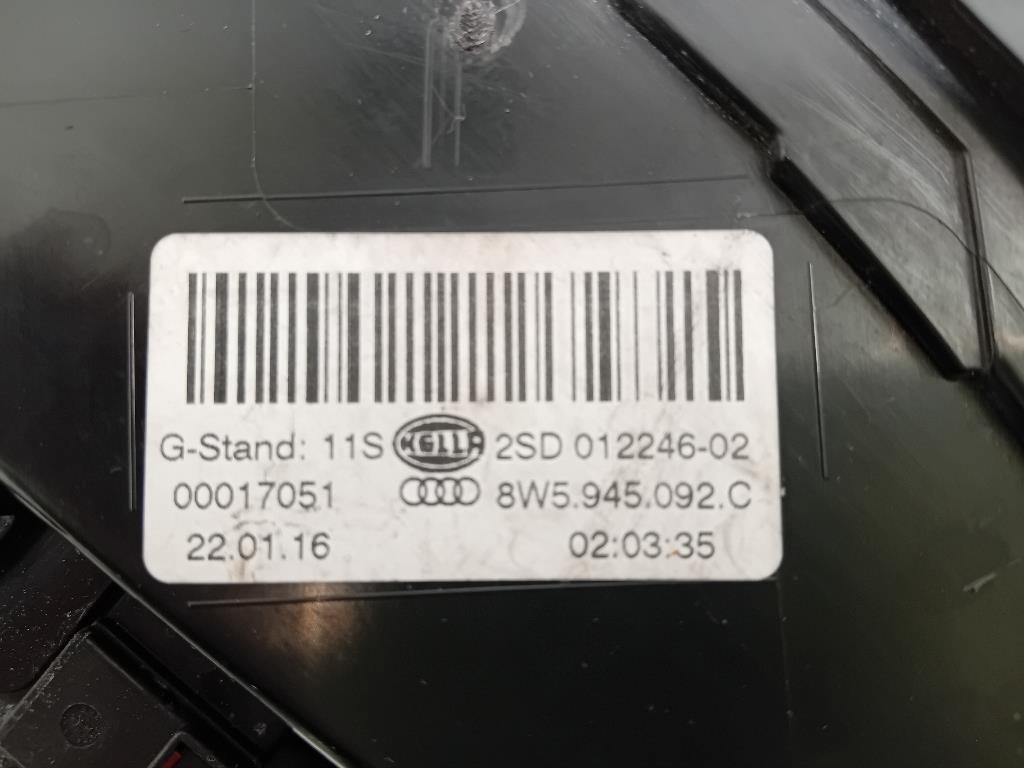 G-Stand: 11S HELLA 2SD 012246-02
00017051 8W5.945.092.C
22.01.16 02:03:35